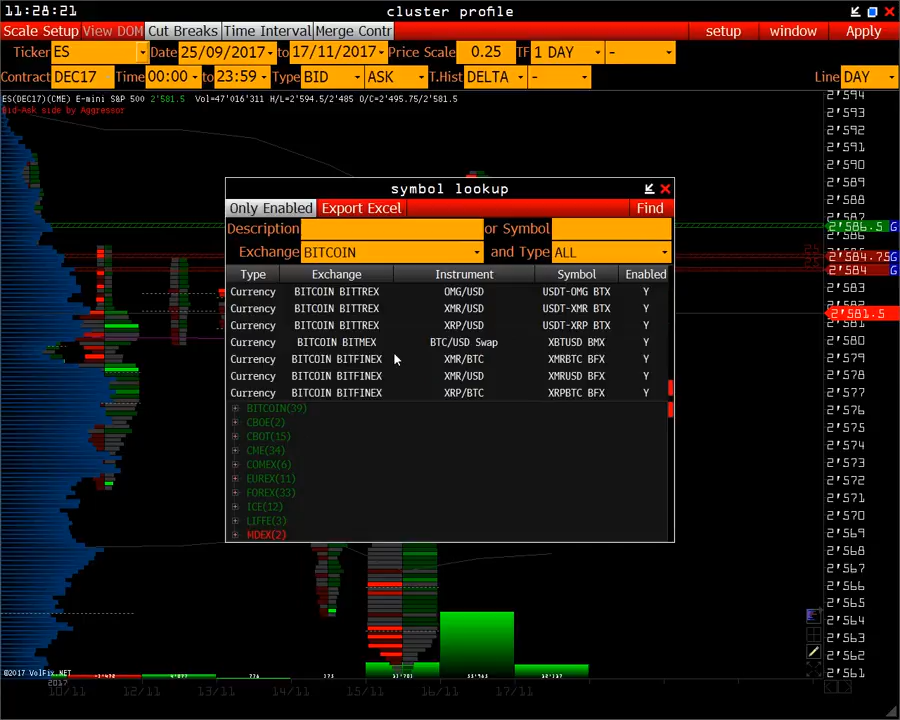 11:28:21 cluster profile
Scale Setup View DOM Cut Breaks Time Interval Merge Contr setup window Apply
Ticker ES Date 25/09/2017 to 17/11/2017 Price Scale 0.25 TF 1 DAY -
Contract DEC17 Time 00:00 to 23:59 Type BID ASK T.Hist DELTA - Line DAY
ES(DEC17)(CME) E-mini S&P 500 2'581.5 Vol=47'016'311 H/L=2'594.5/2'485 O/C=2'495.75/2'581.5
Bid-Ask side by Aggressor
2'594
2'593
2'592
2'591
2'590
2'589
2'588
2'587
2'586.5 G
2'586
2'584.75 G
2'584 G
2'583
2'582
2'581.5
2'581
2'580
2'579
2'578
2'577
2'576
2'575
2'574
2'573
2'572
2'571
2'570
2'569
2'568
2'567
2'566
2'565
2'564
2'563
2'562
2'561
symbol lookup
Only Enabled Export Excel Find
Description or Symbol
Exchange BITCOIN and Type ALL
Type Exchange Instrument Symbol Enabled
Currency BITCOIN BITTREX OMG/USD USDT-OMG BTX Y
Currency BITCOIN BITTREX XMR/USD USDT-XMR BTX Y
Currency BITCOIN BITTREX XRP/USD USDT-XRP BTX Y
Currency BITCOIN BITMEX BTC/USD Swap XBTUSD BMX Y
Currency BITCOIN BITFINEX XMR/BTC XMRBTC BFX Y
Currency BITCOIN BITFINEX XMR/USD XMRUSD BFX Y
Currency BITCOIN BITFINEX XRP/BTC XRPBTC BFX Y
BITCOIN(39)
CBOE(2)
CBOT(15)
CME(34)
COMEX(6)
EUREX(11)
FOREX(33)
ICE(12)
LIFFE(3)
MDEX(2)
©2017 VolFix.NET
2017
10/11 12/11 13/11 14/11 15/11 16/11 17/11